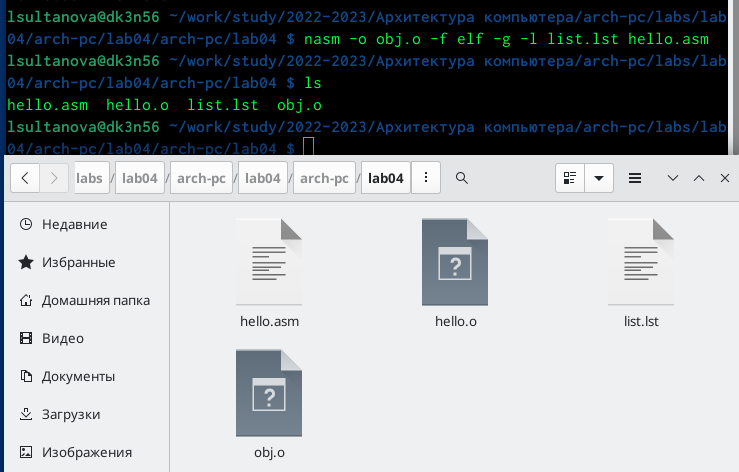 lsultanova@dk3n56 ~/work/study/2022-2023/Архитектура компьютера/arch-pc/labs/lab
04/arch-pc/lab04/arch-pc/lab04 $ nasm -o obj.o -f elf -g -l list.lst hello.asm
lsultanova@dk3n56 ~/work/study/2022-2023/Архитектура компьютера/arch-pc/labs/lab
04/arch-pc/lab04/arch-pc/lab04 $ ls
hello.asm  hello.o  list.lst  obj.o
lsultanova@dk3n56 ~/work/study/2022-2023/Архитектура компьютера/arch-pc/labs/lab
04/arch-pc/lab04/arch-pc/lab04 $
labs / lab04 / arch-pc / lab04 / arch-pc / lab04
Недавние
Избранные
Домашняя папка
Видео
Документы
Загрузки
Изображения
hello.asm
hello.o
list.lst
obj.o